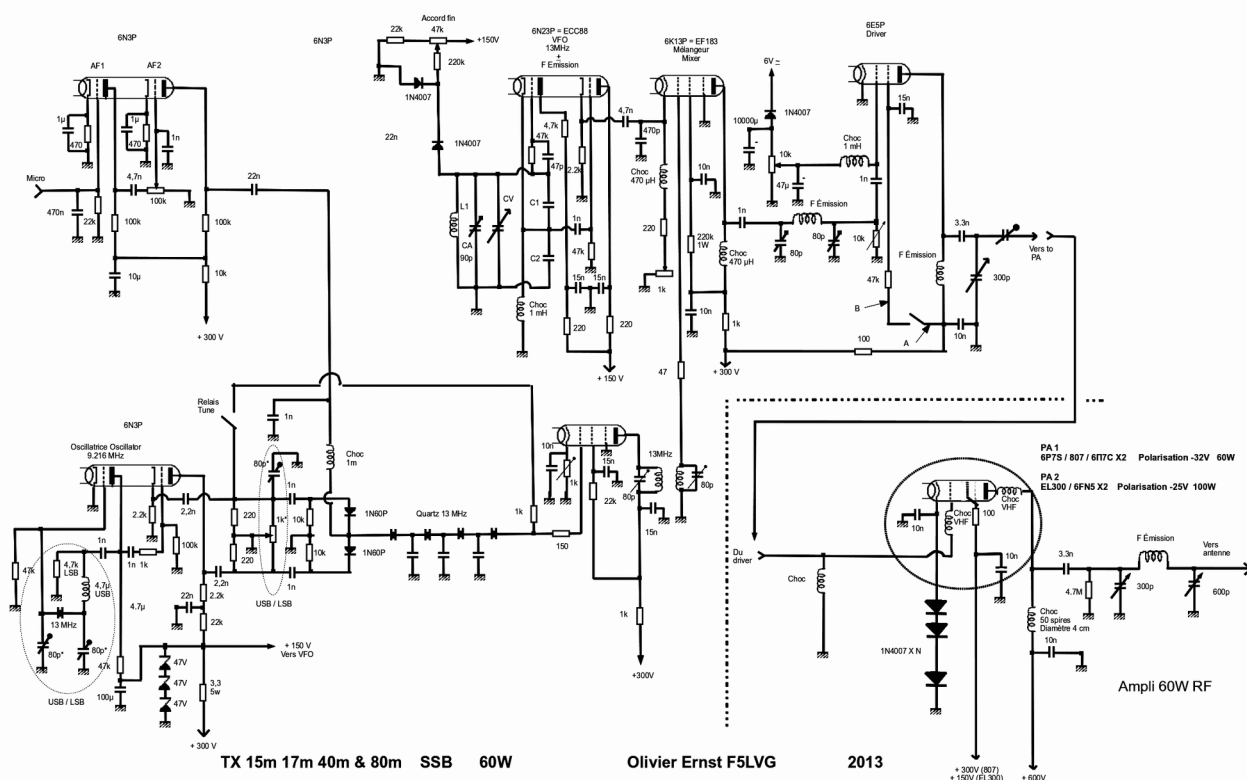 6N3P
AF1
AF2
1µ
470
1µ
470
1n
Micro
4,7n
100k
470n
22k
100k
100k
10µ
10k
+ 300 V
22n
6N3P
Accord fin
22k
47k
+150V
220k
1N4007
22n
1N4007
6N23P = ECC88
VFO
13MHz
+
F Emission
4,7k
47k
47p
2.2k
4,7n
470p
L1
CA
90p
CV
C1
C2
1n
47k
15n
15n
Choc
1 mH
220
220
+ 150 V
6K13P = EF183
Mélangeur
Mixer
Choc
470 µH
10n
220
220k
1W
1k
Choc
470 µH
10n
1k
+ 300 V
47
1n
F Émission
80p
80p
6V
1N4007
10000µ
10k
47µ
Choc
1 mH
1n
10k
6E5P
Driver
15n
47k
B
A
100
3.3n
F Émission
300p
10n
Vers to
PA
6N3P
Oscillatrice Oscillator
9.216 MHz
2.2k
2,2n
100k
1n
1n 1k
47k
4,7k
LSB
4,7µ
USB
4.7µ
13 MHz
80p*
80p*
USB / LSB
47k
100µ
22n
2,2n
2.2k
22k
47V
47V
47V
3,3
5w
+ 150 V
Vers VFO
+ 300 V
Relais
Tune
1n
80p*
1n
220
220
1k*
10k
10k
1n
USB / LSB
Choc
1m
1N60P
1N60P
Quartz 13 MHz
1k
150
10n
1k
15n
22k
13MHz
80p
15n
80p
1k
+300V
PA 1
6P7S / 807 / 6П7С X2 Polarisation -32V 60W
PA 2
EL300 / 6FN5 X2 Polarisation -25V 100W
Du
driver
Choc
10n
Choc
VHF
Choc
VHF
100
10n
1N4007 X N
3.3n
4.7M
F Émission
300p
600p
Vers
antenne
Choc
50 spires
Diamètre 4 cm
10n
Ampli 60W RF
+ 300V (807)
+ 150V (EL300)
+ 600V
TX 15m 17m 40m & 80m SSB 60W Olivier Ernst F5LVG 2013